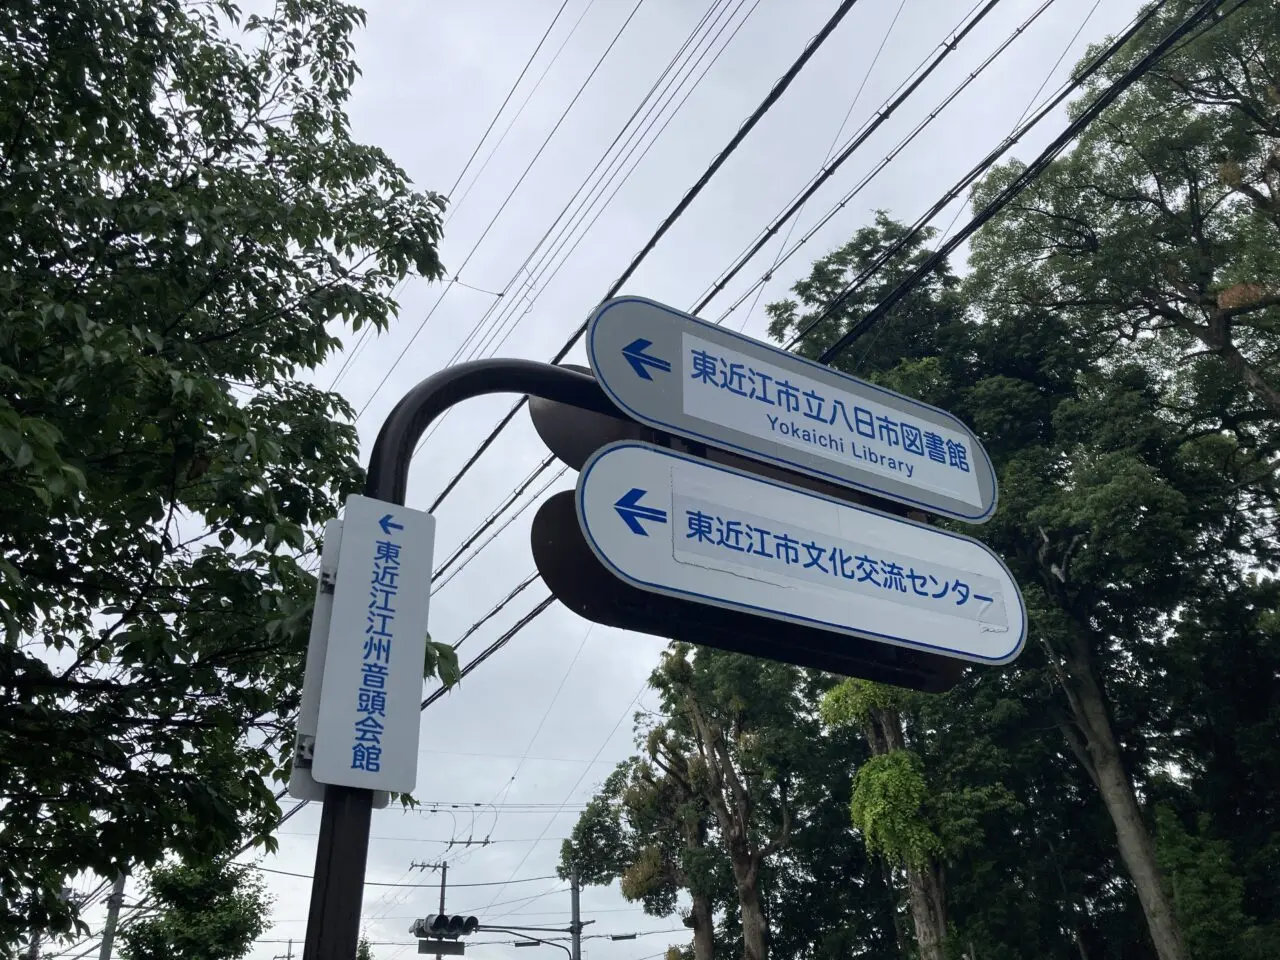 ← 東近江市立八日市図書館
Yokaichi Library
← 東近江市文化交流センター
← 東近江江州音頭会館